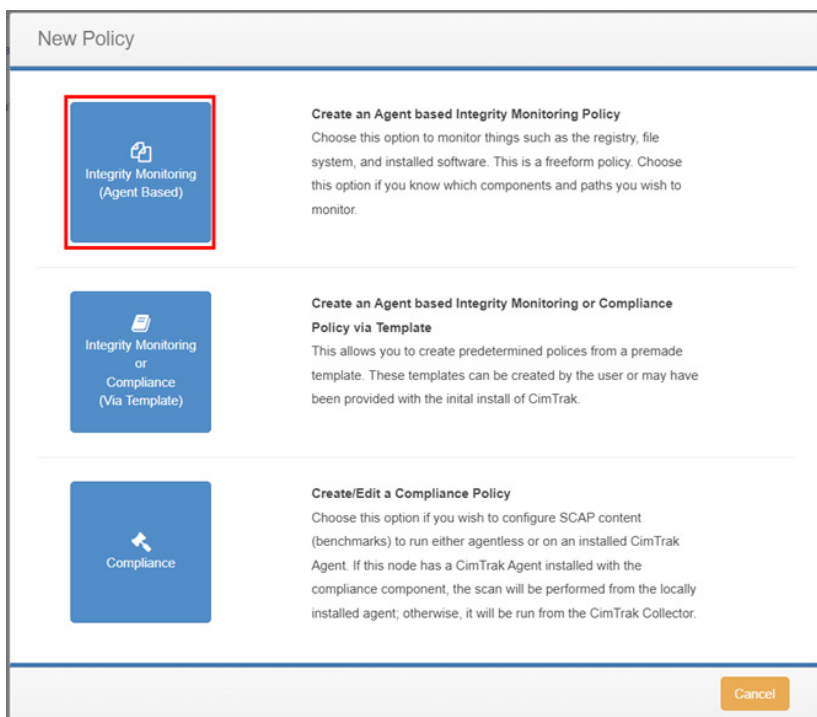 New Policy
Integrity Monitoring
(Agent Based)
Create an Agent based Integrity Monitoring Policy
Choose this option to monitor things such as the registry, file
system, and installed software. This is a freeform policy. Choose
this option if you know which components and paths you wish to
monitor.
Integrity Monitoring
or
Compliance
(Via Template)
Create an Agent based Integrity Monitoring or Compliance
Policy via Template
This allows you to create predetermined polices from a premade
template. These templates can be created by the user or may have
been provided with the inital install of CimTrak.
Compliance
Create/Edit a Compliance Policy
Choose this option if you wish to configure SCAP content
(benchmarks) to run either agentless or on an installed CimTrak
Agent. If this node has a CimTrak Agent installed with the
compliance component, the scan will be performed from the locally
installed agent; otherwise, it will be run from the CimTrak Collector.
Cancel